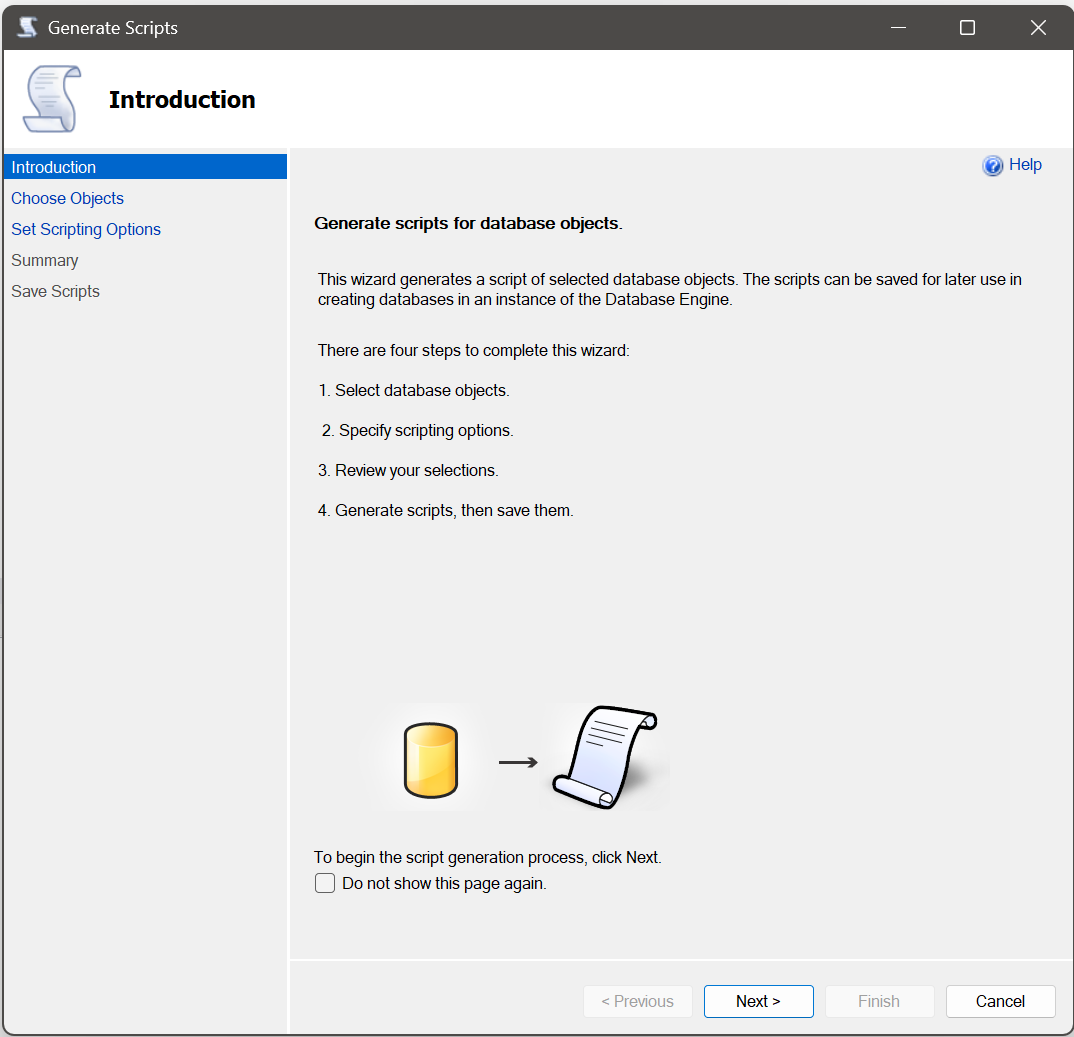 Generate Scripts
Introduction
Introduction
Choose Objects
Set Scripting Options
Summary
Save Scripts
Help
Generate scripts for database objects.
This wizard generates a script of selected database objects. The scripts can be saved for later use in
creating databases in an instance of the Database Engine.
There are four steps to complete this wizard:
1. Select database objects.
2. Specify scripting options.
3. Review your selections.
4. Generate scripts, then save them.
To begin the script generation process, click Next.
Do not show this page again.
< Previous
Next >
Finish
Cancel